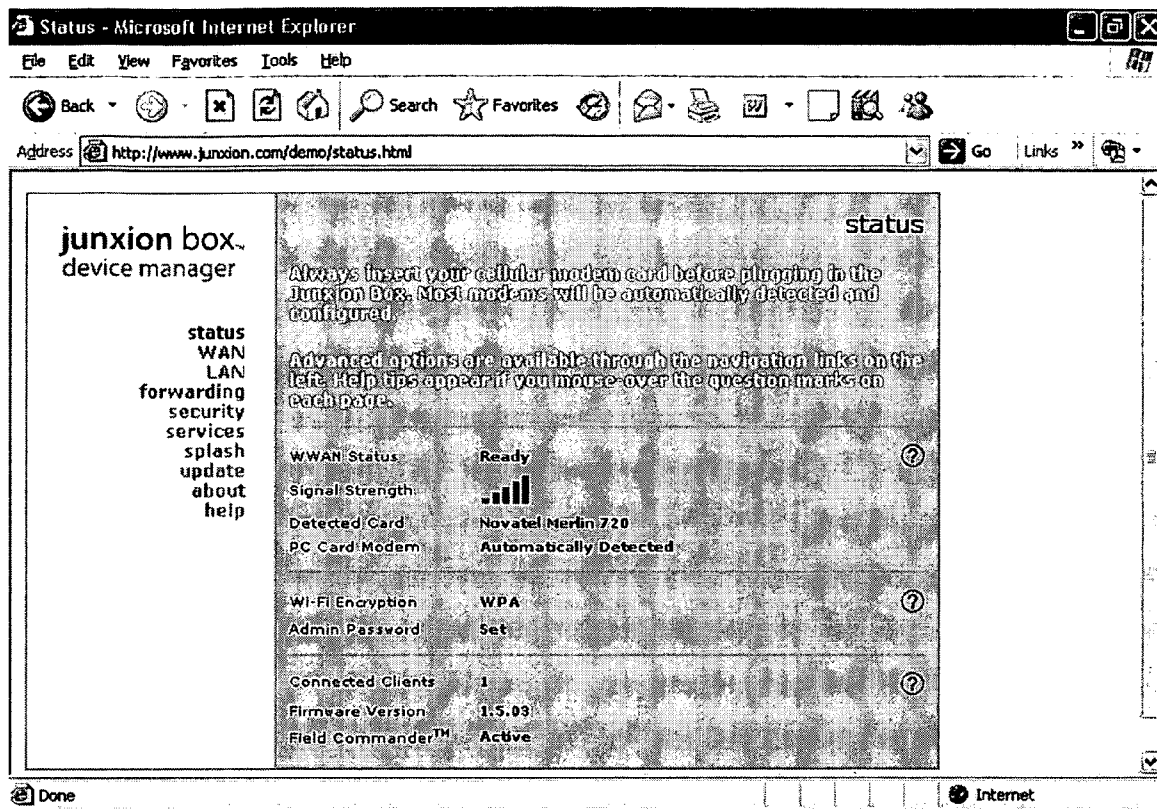 Status - Microsoft Internet Explorer
File Edit View Favorites Tools Help
Back Search Favorites
Address http://www.junxion.com/demo/status.html Go Links »
junxion box™
device manager
status
WAN
LAN
forwarding
security
services
splash
update
about
help
status
Always insert your cellular modem card before plugging in the
Junxion Box. Most modems will be automatically detected and
configured.
Advanced options are available through the navigation links on the
left. Help tips appear if you mouse-over the question marks on
each page.
WWAN Status Ready ?
Signal Strength
Detected Card Novatel Merlin 720
PC Card Modem Automatically Detected
Wi-Fi Encryption WPA ?
Admin Password Set
Connected Clients 1 ?
Firmware Version 1.5.03
Field Commander™ Active
Done Internet